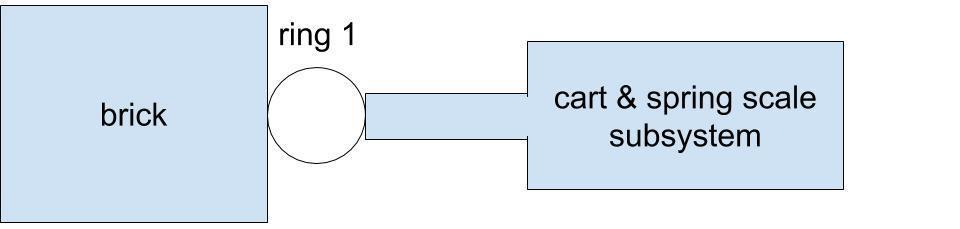 ring 1
brick
cart & spring scale
subsystem